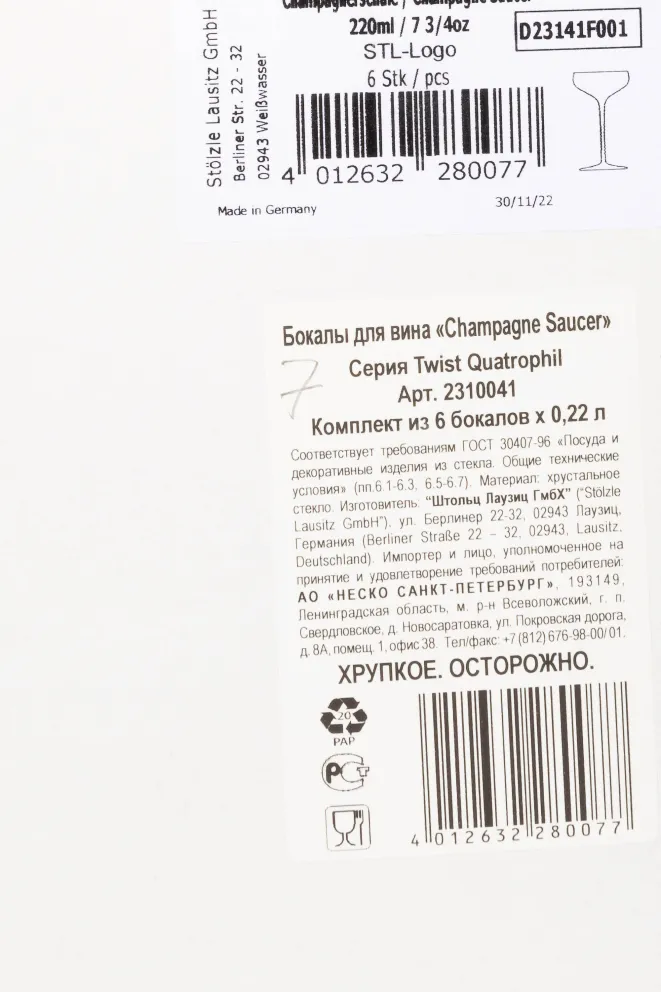 Champagnerschale / Champagne Saucer
220ml / 7 3/4oz
D23141F001
STL-Logo
6 Stk / pcs
Stölzle Lausitz GmbH
Berliner Str. 22 - 32
02943 Weißwasser
4 012632 280077
Made in Germany
30/11/22
Бокалы для вина «Champagne Saucer»
7
Серия Twist Quatrophil
Арт. 2310041
Комплект из 6 бокалов х 0,22 л
Соответствует требованиям ГОСТ 30407-96 «Посуда и
декоративные изделия из стекла. Общие технические
условия» (пп.6.1-6.3, 6.5-6.7). Материал: хрустальное
стекло. Изготовитель: "Штольц Лаузиц ГмбХ" ("Stölzle
Lausitz GmbH"), ул. Берлинер 22-32, 02943 Лаузиц,
Германия (Berliner Straße 22 – 32, 02943, Lausitz,
Deutschland). Импортер и лицо, уполномоченное на
принятие и удовлетворение требований потребителей:
АО «НЕСКО САНКТ-ПЕТЕРБУРГ», 193149,
Ленинградская область, м. р-н Всеволожский, г. п.
Свердловское, д. Новосаратовка, ул. Покровская дорога,
д. 8А, помещ. 1, офис 38. Тел/факс: +7 (812) 676-98-00/ 01.
ХРУПКОЕ. ОСТОРОЖНО.
20
PAP
РСТ
4 012632 280077